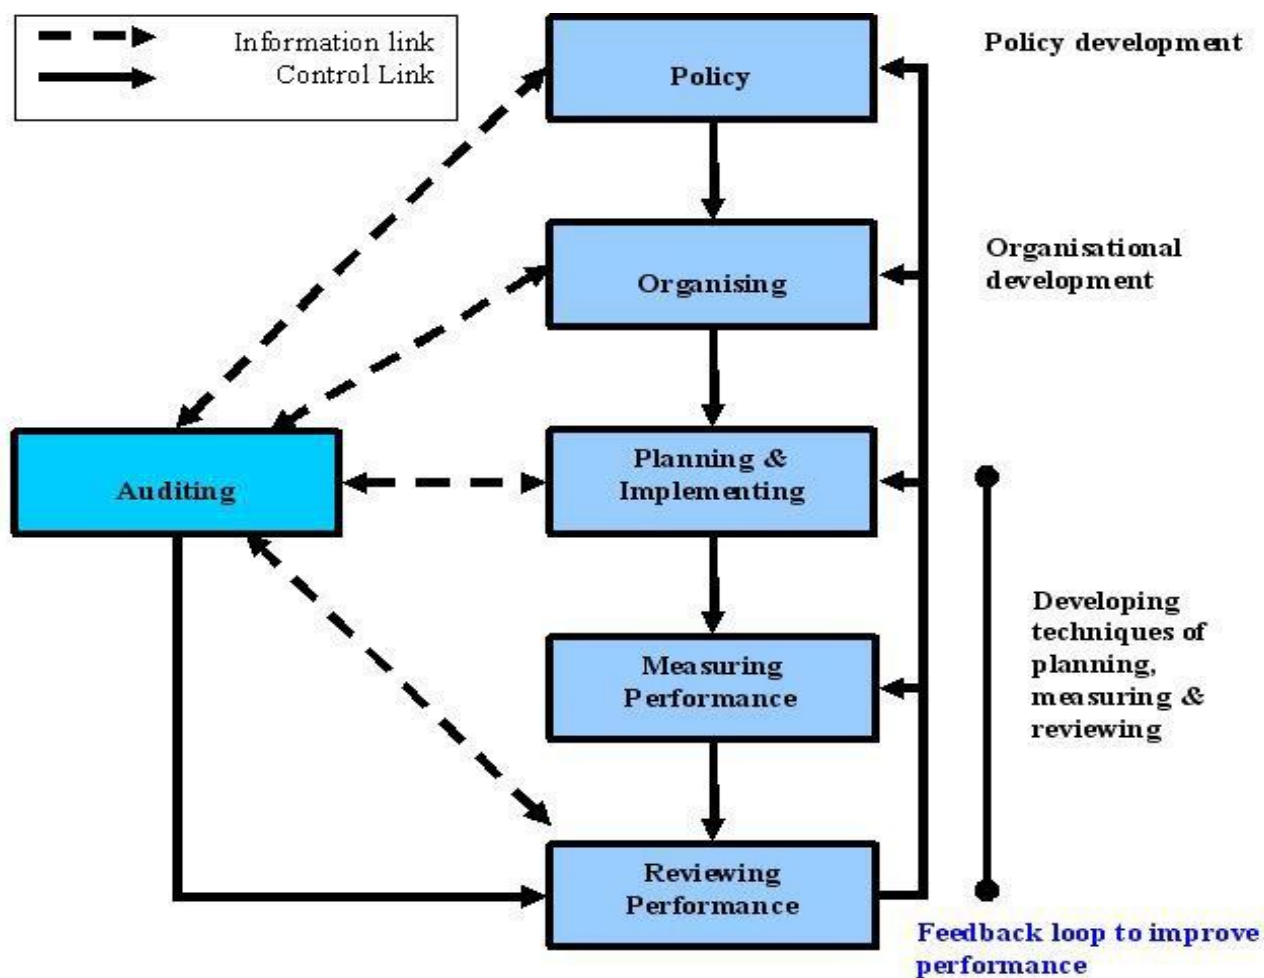 Information link
Control Link
Policy
Policy development
Organising
Organisational
development
Auditing
Planning &
Implementing
Measuring
Performance
Developing
techniques of
planning,
measuring &
reviewing
Reviewing
Performance
Feedback loop to improve
performance